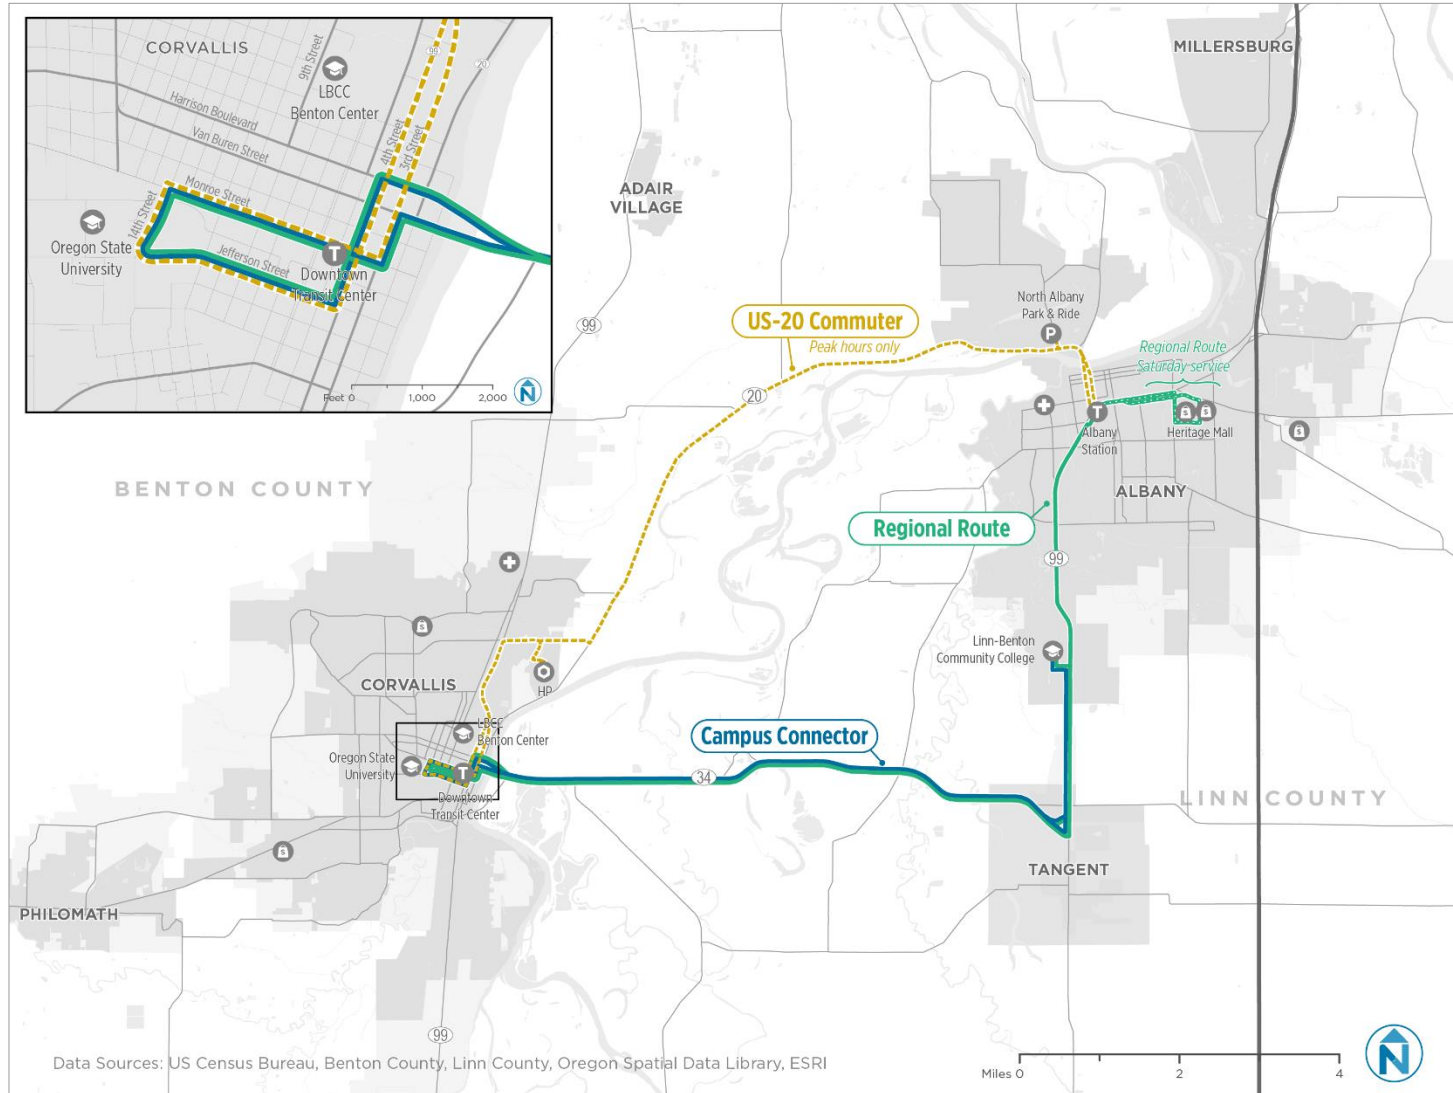 CORVALLIS
9th Street
99
20
LBCC
Benton Center
Harrison Boulevard
Van Buren Street
4th Street
3rd Street
Monroe Street
14th Street
Oregon State
University
Jefferson Street
T
Downtown
Transit Center
Feet 0
1,000
2,000
N
MILLERSBURG
ADAIR
VILLAGE
99
North Albany
Park & Ride
P
US-20 Commuter
Peak hours only
Regional Route
Saturday service
20
T
Albany
Station
Heritage Mall
BENTON COUNTY
ALBANY
Regional Route
99
Linn-Benton
Community College
HP
CORVALLIS
LBCC
Benton Center
Campus Connector
Oregon State
University
T
34
Downtown
Transit Center
LINN COUNTY
TANGENT
PHILOMATH
99
Data Sources: US Census Bureau, Benton County, Linn County, Oregon Spatial Data Library, ESRI
Miles 0
2
4
N